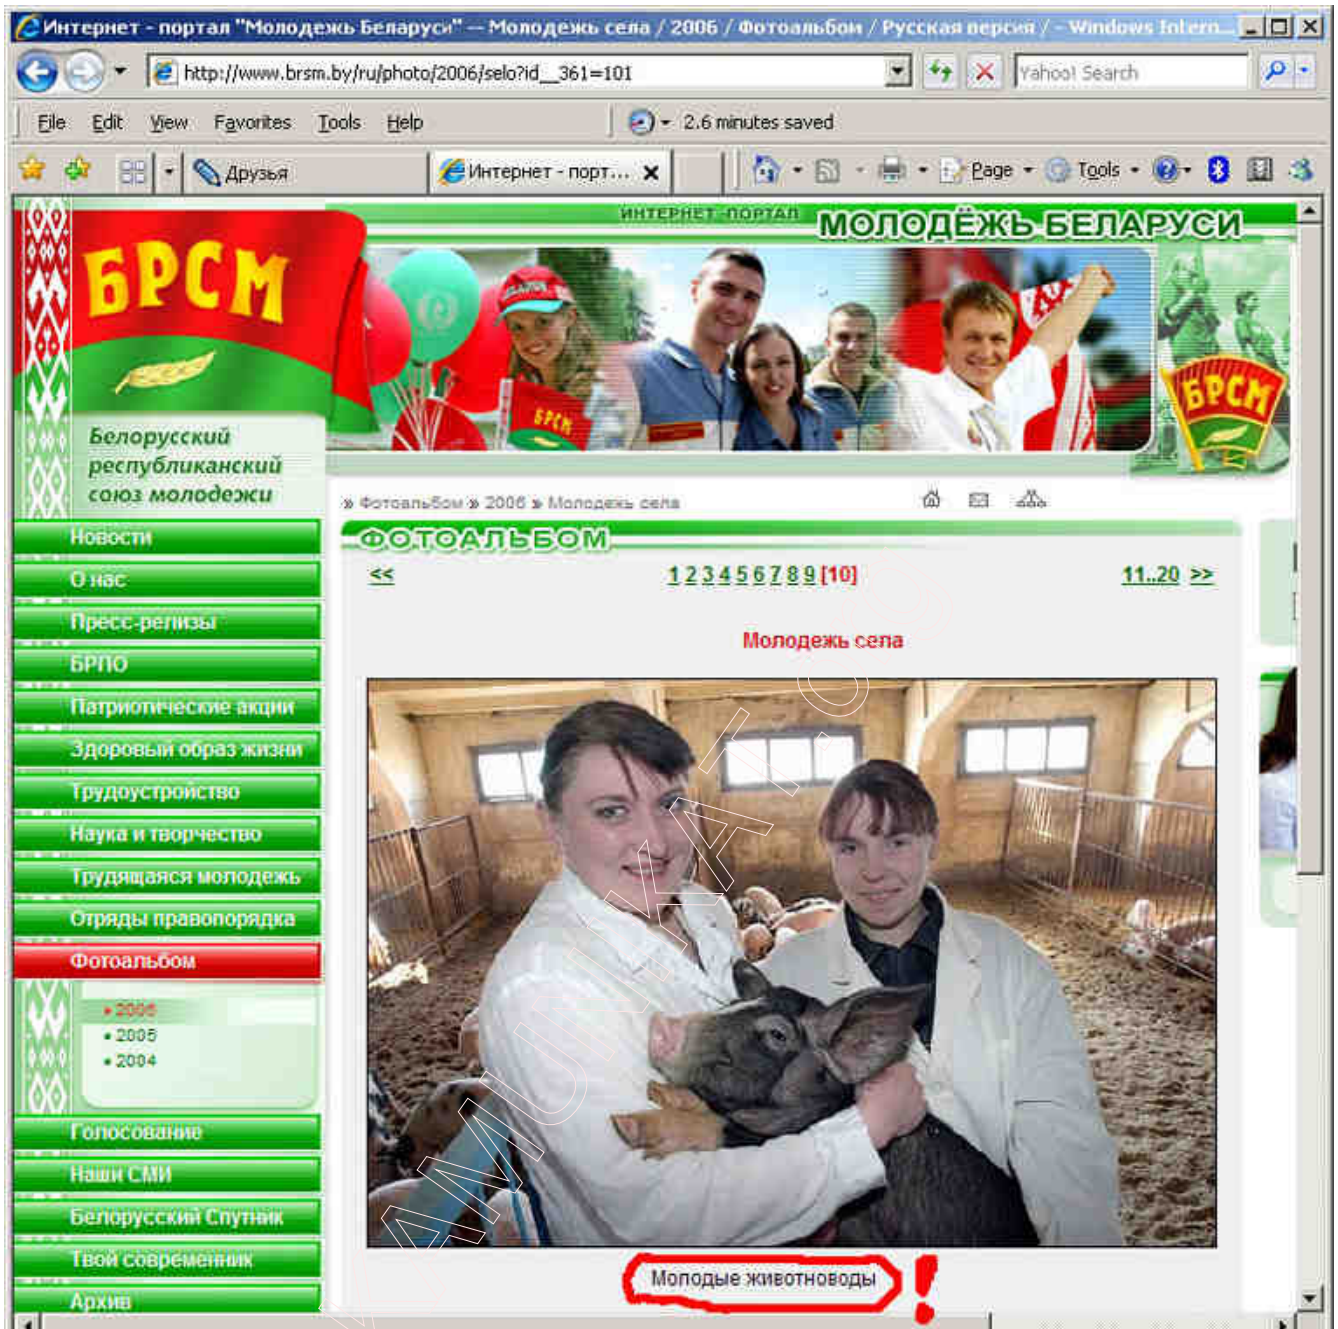 Интернет - портал "Молодежь Беларуси" -- Молодежь села / 2006 / Фотоальбом / Русская версия / - Windows Intern...
http://www.brsm.by/ru/photo/2006/selo?id__361=101
Yahoo! Search
File Edit View Favorites Tools Help
2.6 minutes saved
Друзья
Интернет - порт...
Page
Tools
ИНТЕРНЕТ-ПОРТАЛ
МОЛОДЁЖЬ БЕЛАРУСИ
БРСМ
БРСМ
БРСМ
Белорусский
республиканский
союз молодежи
» Фотоальбом » 2006 » Молодежь села
Новости
О нас
Пресс-релизы
БРПО
Патриотические акции
Здоровый образ жизни
Трудоустройство
Наука и творчество
Трудящаяся молодежь
Отряды правопорядка
Фотоальбом
2006
2005
2004
Голосование
Наши СМИ
Белорусский Спутник
Твой современник
Архив
ФОТОАЛЬБОМ
<< 1 2 3 4 5 6 7 8 9 [10] 11..20 >>
Молодежь села
Молодые животноводы !